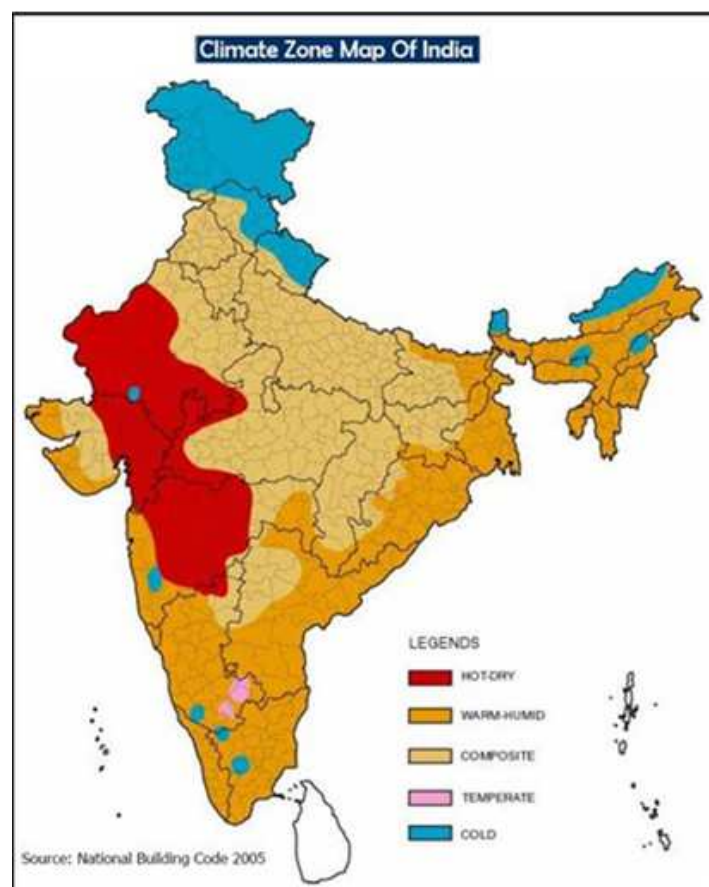 Climate Zone Map Of India
LEGENDS
HOT-DRY
WARM-HUMID
COMPOSITE
TEMPERATE
COLD
Source: National Building Code 2005